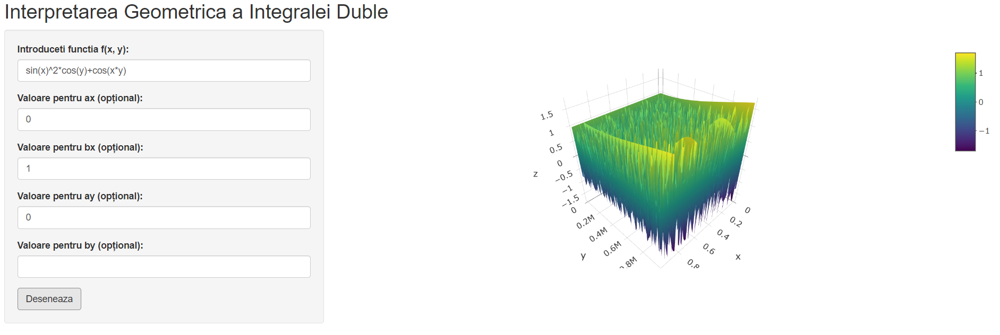 Interpretarea Geometrica a Integralei Duble
Introduceti functia f(x, y):
sin(x)^2*cos(y)+cos(x*y)
Valoare pentru ax (opțional):
0
Valoare pentru bx (opțional):
1
Valoare pentru ay (opțional):
0
Valoare pentru by (opțional):
Deseneaza
1.5
1
0.5
0
−0.5
−1
−1.5
z
0
0.2M
0.4M
0.6M
0.8M
y
0
0.2
0.4
0.6
0.8
x
1
0
−1